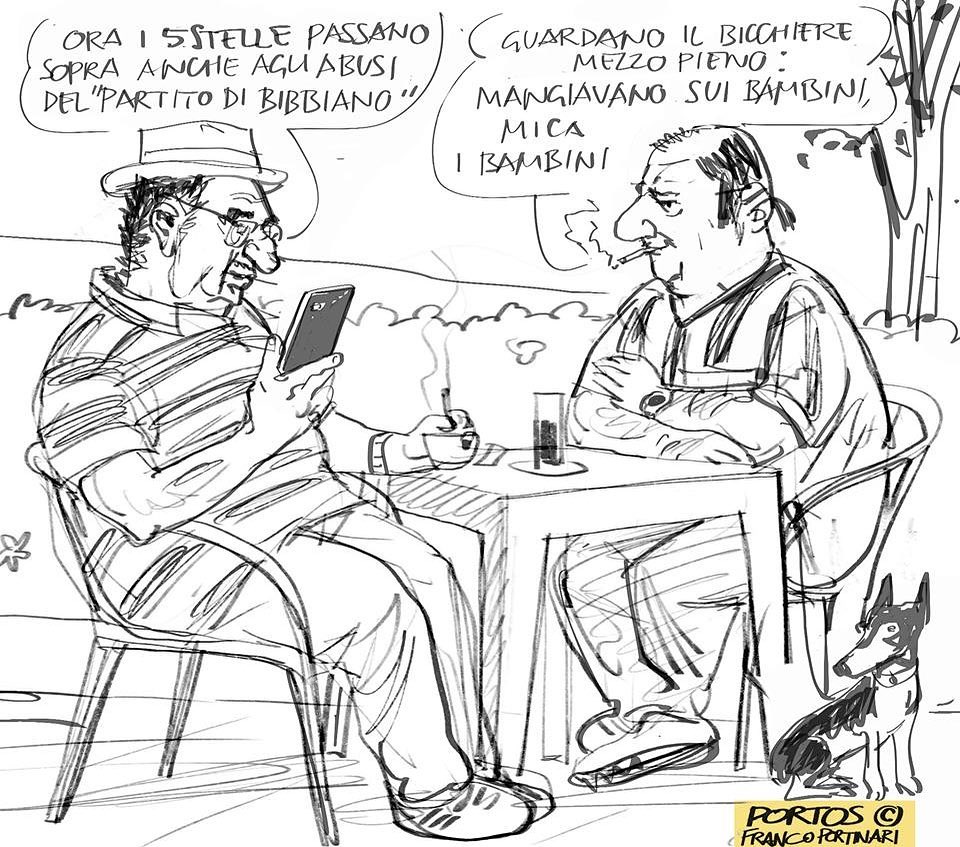 ORA I 5 STELLE PASSANO
SOPRA ANCHE AGLI ABUSI
DEL "PARTITO DI BIBBIANO"
GUARDANO IL BICCHIERE
MEZZO PIENO:
MANGIAVANO SUI BAMBINI,
MICA
I BAMBINI
PORTOS ©
FRANCO PORTINARI